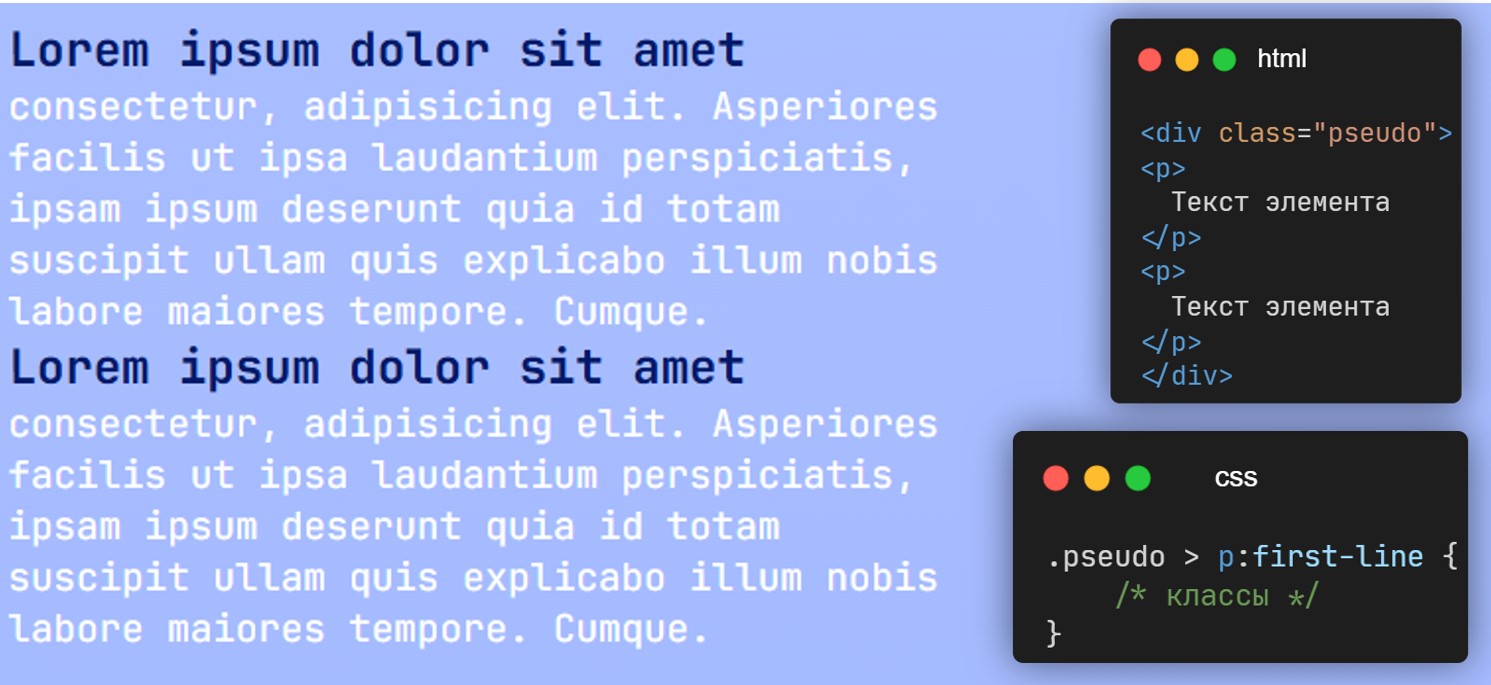 Lorem ipsum dolor sit amet
consectetur, adipisicing elit. Asperiores
facilis ut ipsa laudantium perspiciatis,
ipsam ipsum deserunt quia id totam
suscipit ullam quis explicabo illum nobis
labore maiores tempore. Cumque.
Lorem ipsum dolor sit amet
consectetur, adipisicing elit. Asperiores
facilis ut ipsa laudantium perspiciatis,
ipsam ipsum deserunt quia id totam
suscipit ullam quis explicabo illum nobis
labore maiores tempore. Cumque.
html
<div class="pseudo">
<p>
Текст элемента
</p>
<p>
Текст элемента
</p>
</div>
css
.pseudo > p:first-line {
/* классы */
}